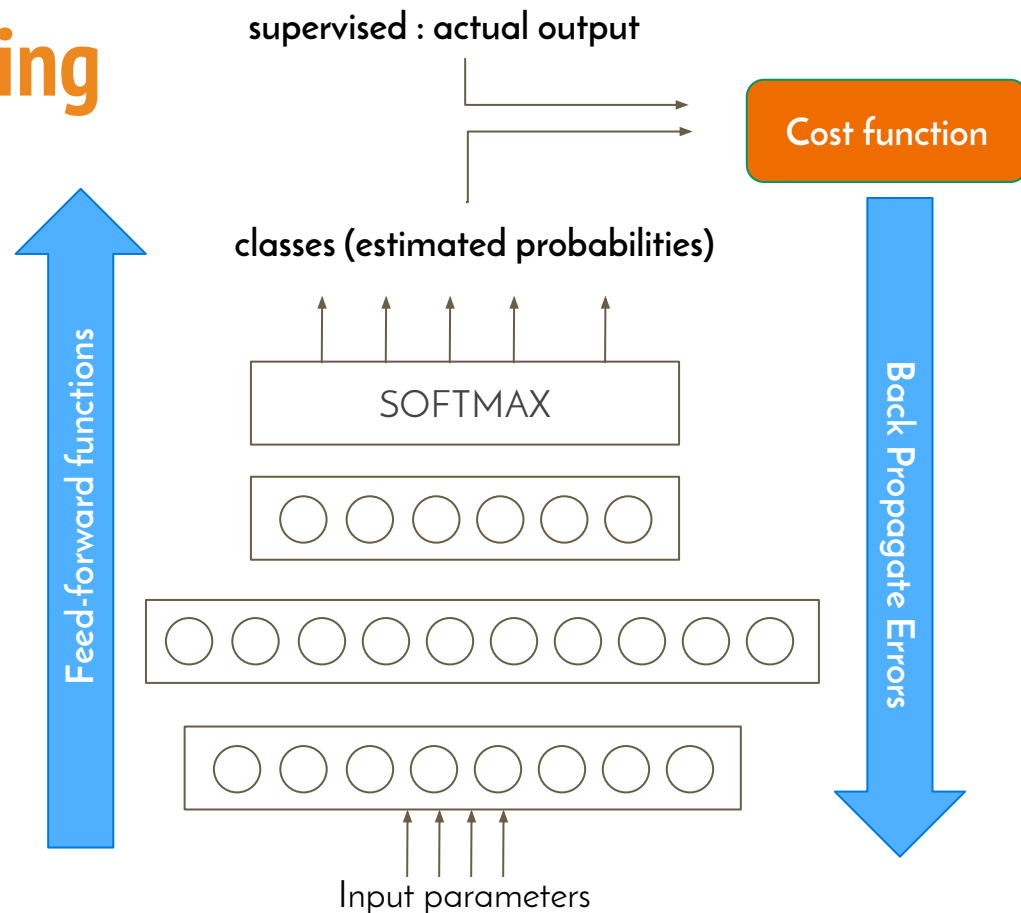 ing
supervised : actual output
Cost function
classes (estimated probabilities)
SOFTMAX
Feed-forward functions
Back Propagate Errors
Input parameters